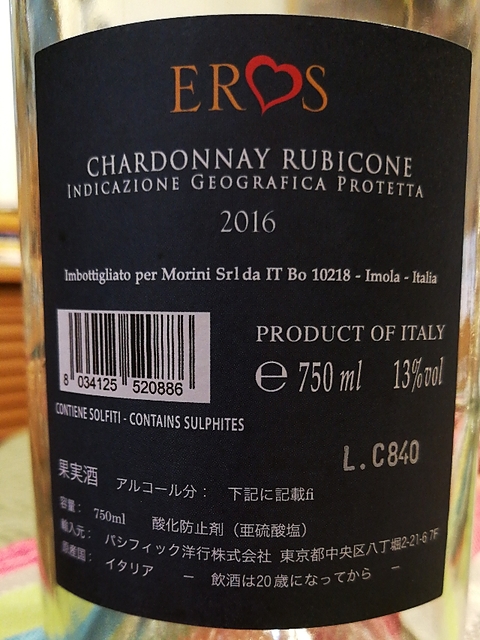 EROS
CHARDONNAY RUBICONE
INDICAZIONE GEOGRAFICA PROTETTA
2016
Imbottigliato per Morini Srl da IT Bo 10218 - Imola - Italia
PRODUCT OF ITALY
e 750 ml 13%vol
8 034125 520886
CONTIENE SOLFITI - CONTAINS SULPHITES
L.C840
果実酒 アルコール分: 下記に記載fi
容量: 750ml 酸化防止剤(亜硫酸塩)
輸入元: パシフィック洋行株式会社 東京都中央区八丁堀2-21-6 7F
原産国: イタリア ー 飲酒は20歳になってから ー